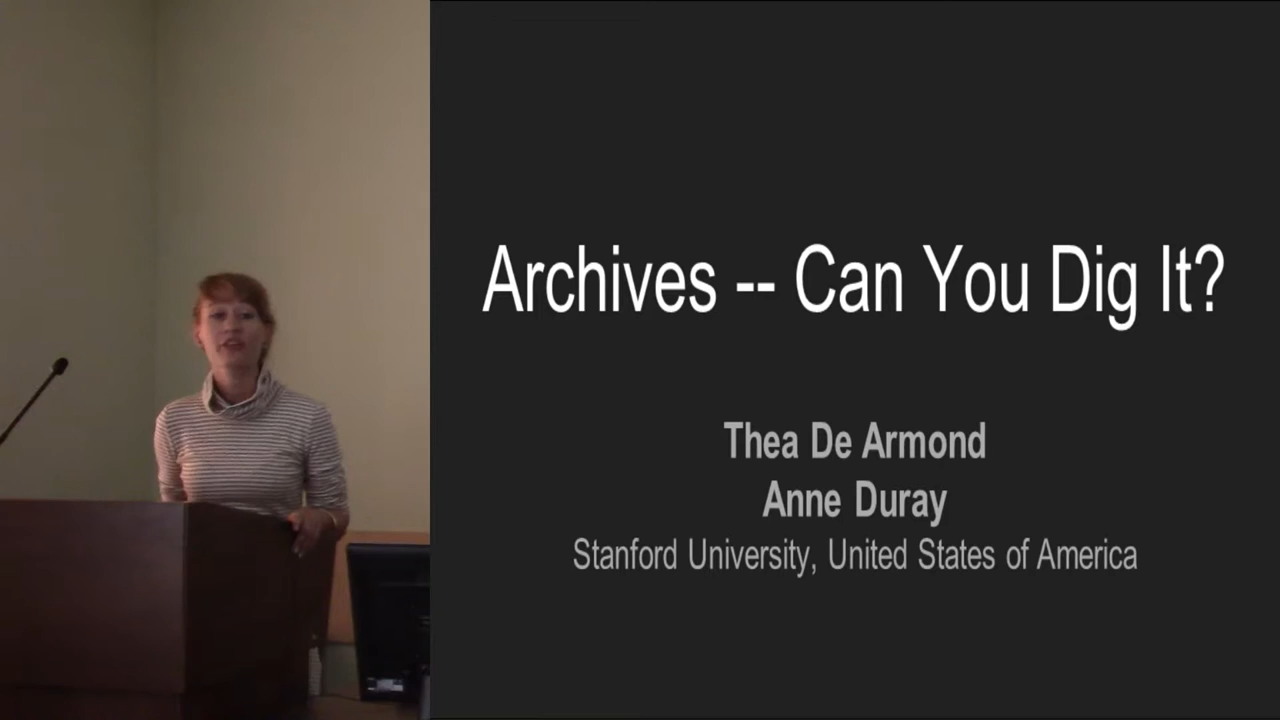 Archives -- Can You Dig It?
Thea De Armond
Anne Duray
Stanford University, United States of America